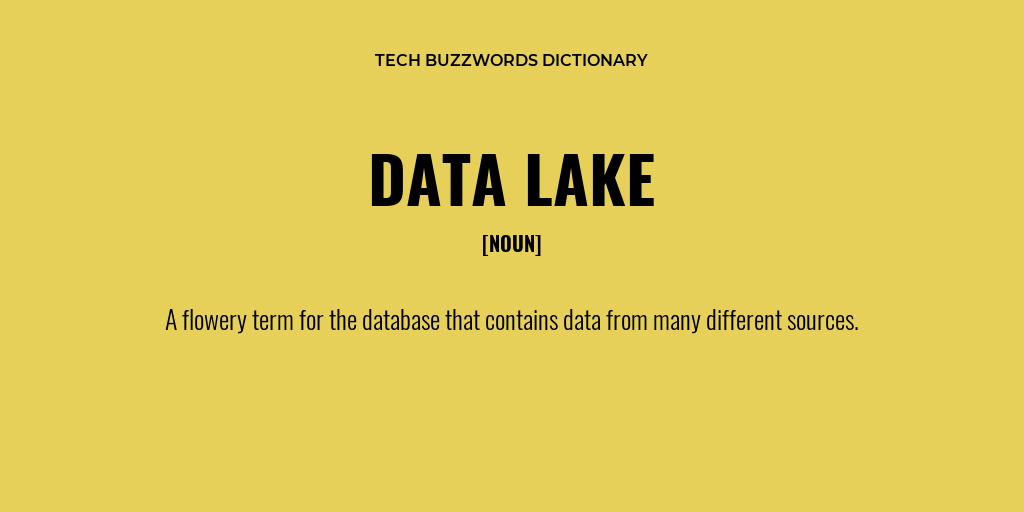 TECH BUZZWORDS DICTIONARY
DATA LAKE
[NOUN]
A flowery term for the database that contains data from many different sources.